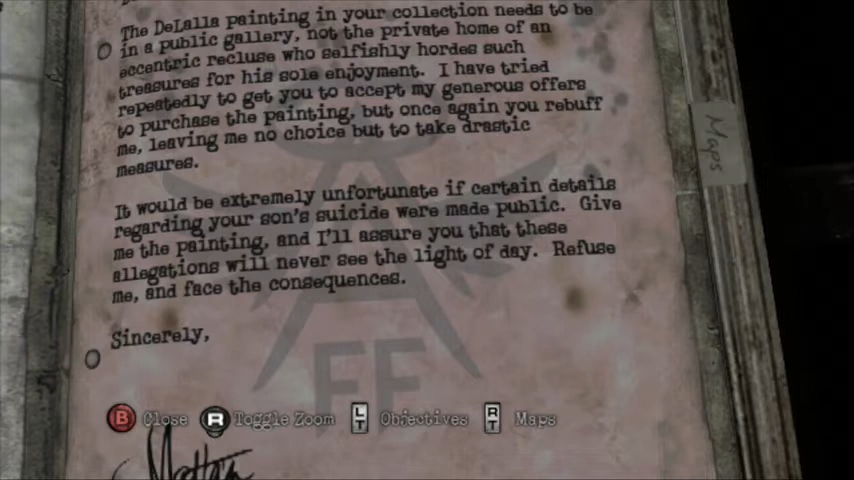 The DeLalla painting in your collection needs to be
in a public gallery, not the private home of an
eccentric recluse who selfishly hordes such
treasures for his sole enjoyment. I have tried
repeatedly to get you to accept my generous offers
to purchase the painting, but once again you rebuff
me, leaving me no choice but to take drastic
measures.
It would be extremely unfortunate if certain details
regarding your son's suicide were made public. Give
me the painting, and I'll assure you that these
allegations will never see the light of day. Refuse
me, and face the consequences.
Sincerely,
FF
Maps
B Close R Toggle Zoom LT Objectives RT Maps